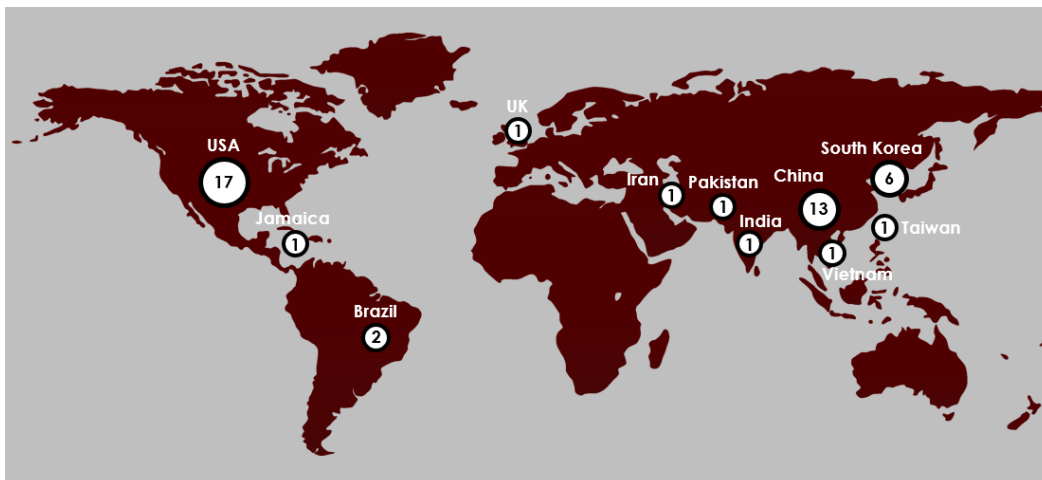 UK
1
USA
17
South Korea
6
China
13
Iran
1
Pakistan
1
India
1
Jamaica
1
1 Taiwan
1
Vietnam
Brazil
2